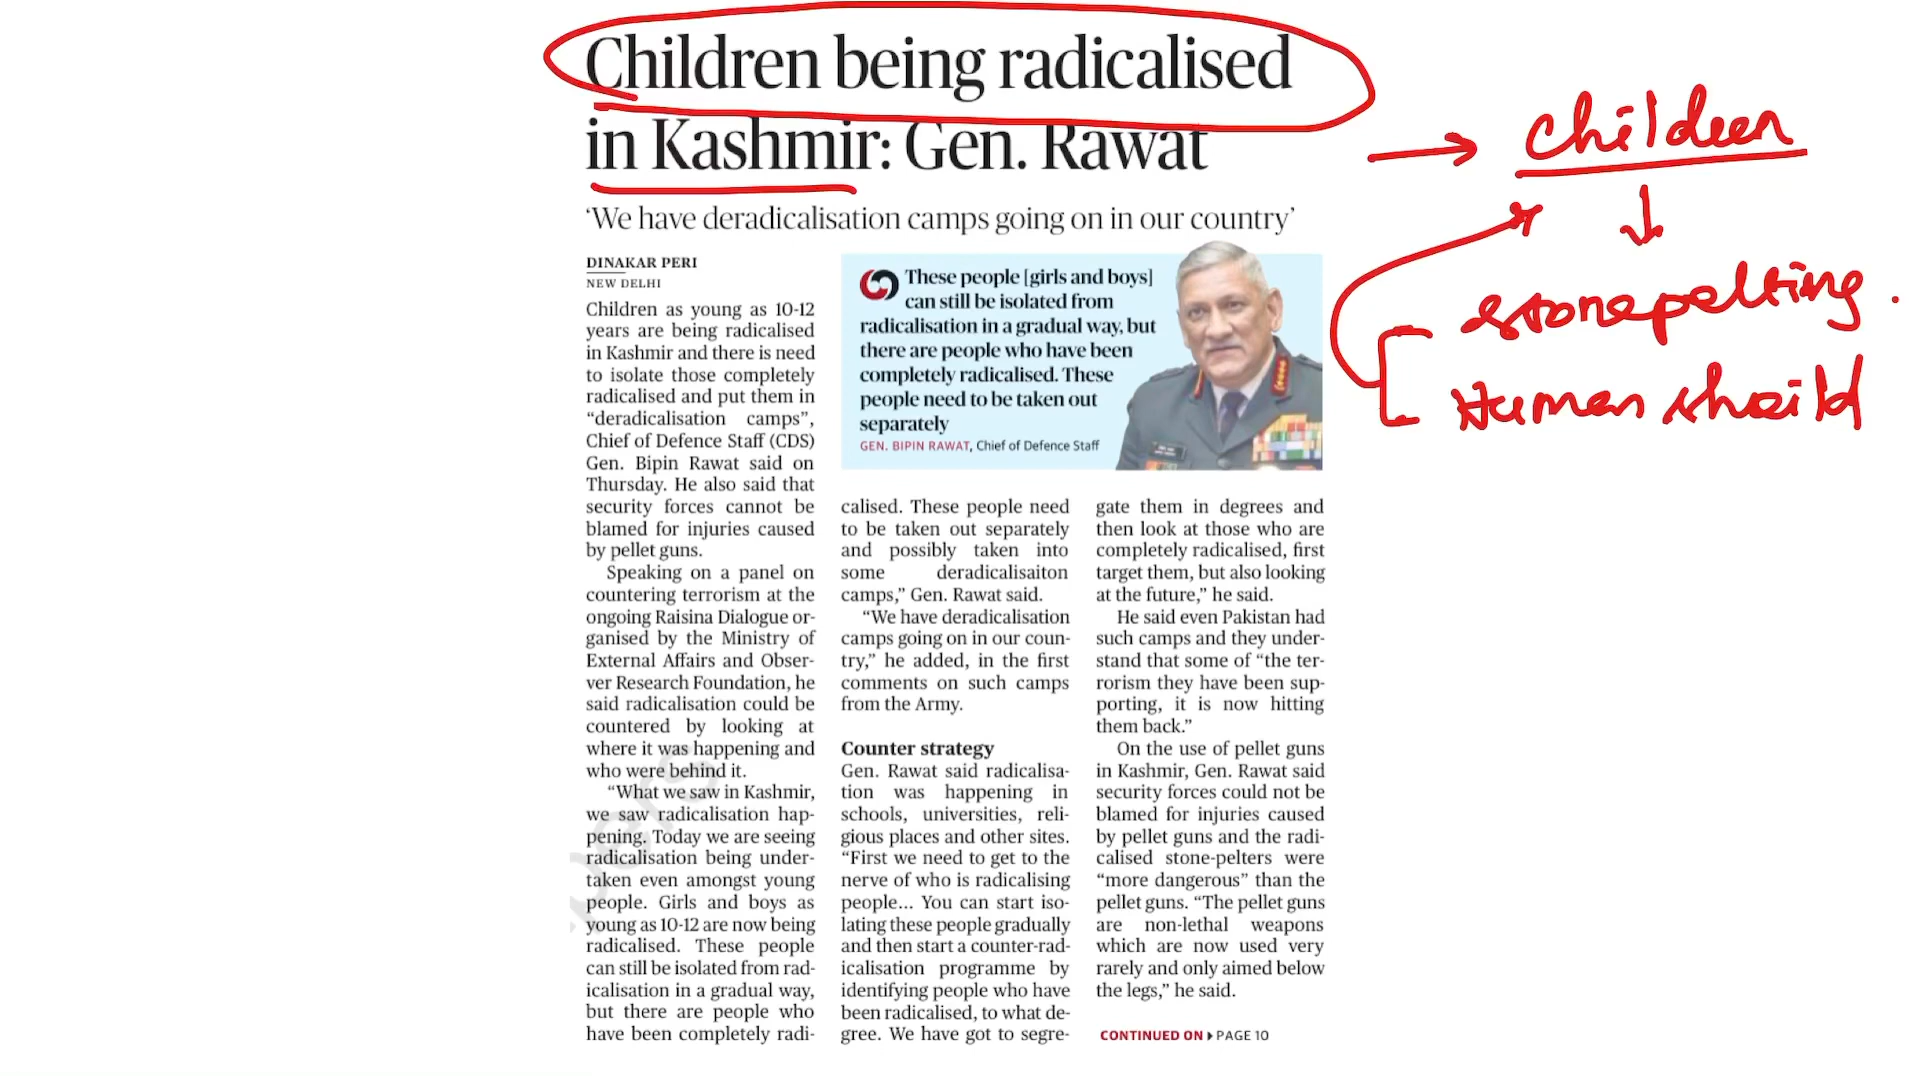 Children being radicalised
in Kashmir: Gen. Rawat
‘We have deradicalisation camps going on in our country’
DINAKAR PERI
NEW DELHI
Children as young as 10-12
years are being radicalised
in Kashmir and there is need
to isolate those completely
radicalised and put them in
“deradicalisation camps”,
Chief of Defence Staff (CDS)
Gen. Bipin Rawat said on
Thursday. He also said that
security forces cannot be
blamed for injuries caused
by pellet guns.
Speaking on a panel on
countering terrorism at the
ongoing Raisina Dialogue or-
ganised by the Ministry of
External Affairs and Obser-
ver Research Foundation, he
said radicalisation could be
countered by looking at
where it was happening and
who were behind it.
“What we saw in Kashmir,
we saw radicalisation hap-
pening. Today we are seeing
radicalisation being under-
taken even amongst young
people. Girls and boys as
young as 10-12 are now being
radicalised. These people
can still be isolated from rad-
icalisation in a gradual way,
but there are people who
have been completely radi-
These people [girls and boys]
can still be isolated from
radicalisation in a gradual way, but
there are people who have been
completely radicalised. These
people need to be taken out
separately
GEN. BIPIN RAWAT, Chief of Defence Staff
calised. These people need
to be taken out separately
and possibly taken into
some deradicalisaiton
camps,” Gen. Rawat said.
“We have deradicalisation
camps going on in our coun-
try,” he added, in the first
comments on such camps
from the Army.
Counter strategy
Gen. Rawat said radicalisa-
tion was happening in
schools, universities, reli-
gious places and other sites.
“First we need to get to the
nerve of who is radicalising
people... You can start iso-
lating these people gradually
and then start a counter-rad-
icalisation programme by
identifying people who have
been radicalised, to what de-
gree. We have got to segre-
gate them in degrees and
then look at those who are
completely radicalised, first
target them, but also looking
at the future,” he said.
He said even Pakistan had
such camps and they under-
stand that some of “the ter-
rorism they have been sup-
porting, it is now hitting
them back.”
On the use of pellet guns
in Kashmir, Gen. Rawat said
security forces could not be
blamed for injuries caused
by pellet guns and the radi-
calised stone-pelters were
“more dangerous” than the
pellet guns. “The pellet guns
are non-lethal weapons
which are now used very
rarely and only aimed below
the legs,” he said.
CONTINUED ON PAGE 10
children
stonepelting.
Human sheild